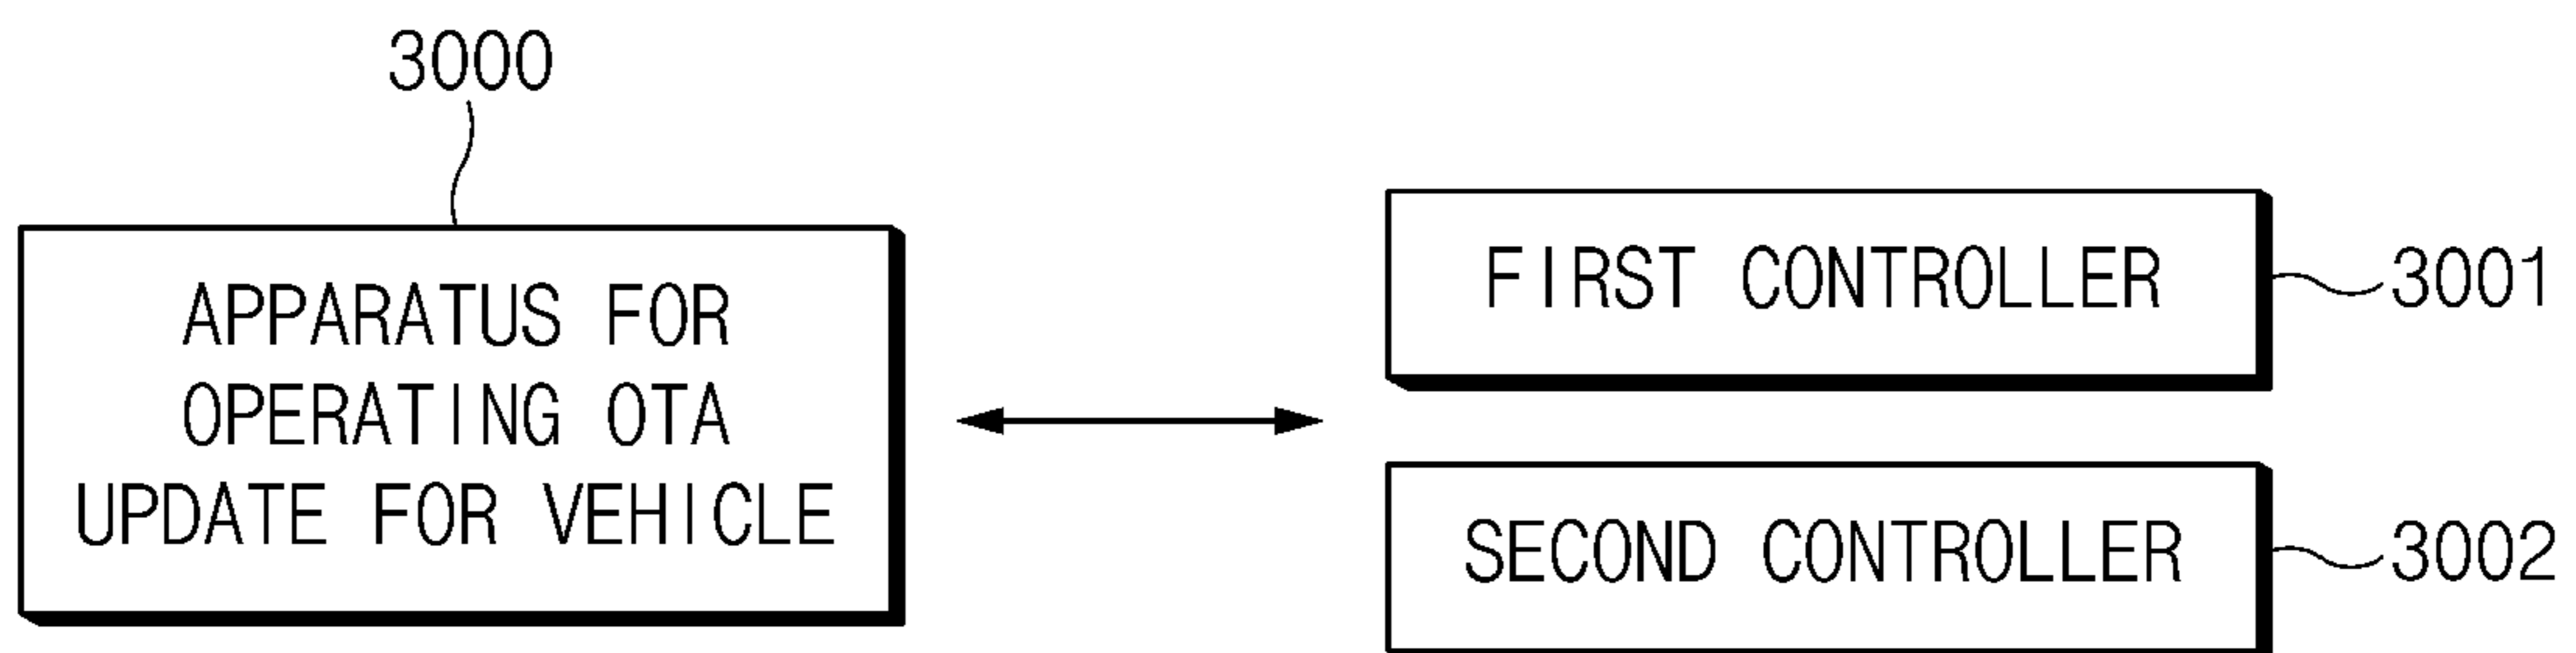 3000
APPARATUS FOR
OPERATING OTA
UPDATE FOR VEHICLE
FIRST CONTROLLER
3001
SECOND CONTROLLER
3002